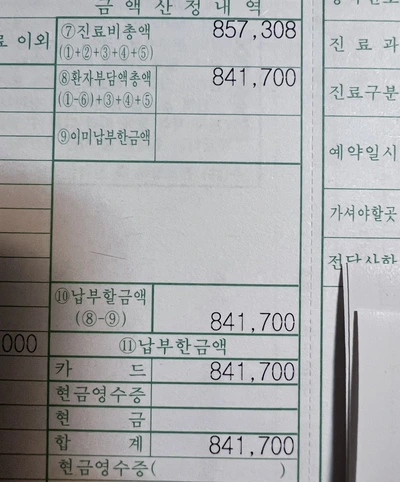 금 액 산 정 내 역
료 이외
⑦진료비총액 857,308
(①+②+③+④+⑤)
진 료 과
⑧환자부담액총액 841,700
(①-⑥)+③+④+⑤
진료구분
⑨이미납부한금액
예약일시
가셔야할곳
전달사항
⑩납부할금액
(⑧-⑨) 841,700
000 ⑪납부한금액
카 드 841,700
현금영수증
현 금
합 계 841,700
현금영수증( )